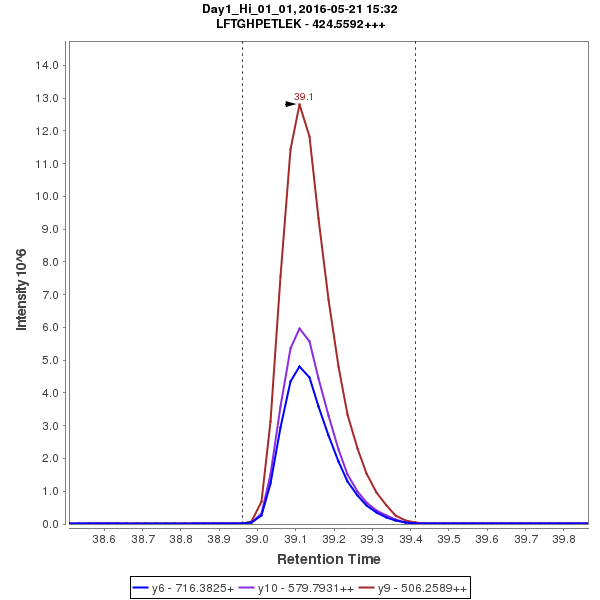 Day1_Hi_01_01, 2016-05-21 15:32
LFTGHPETLEK - 424.5592+++
14.0
13.0
12.0
11.0
10.0
9.0
8.0
7.0
6.0
5.0
4.0
3.0
2.0
1.0
0.0
Intensity 10^6
39.1
38.6 38.7 38.8 38.9 39.0 39.1 39.2 39.3 39.4 39.5 39.6 39.7 39.8
Retention Time
y6 - 716.3825+ y10 - 579.7931++ y9 - 506.2589++